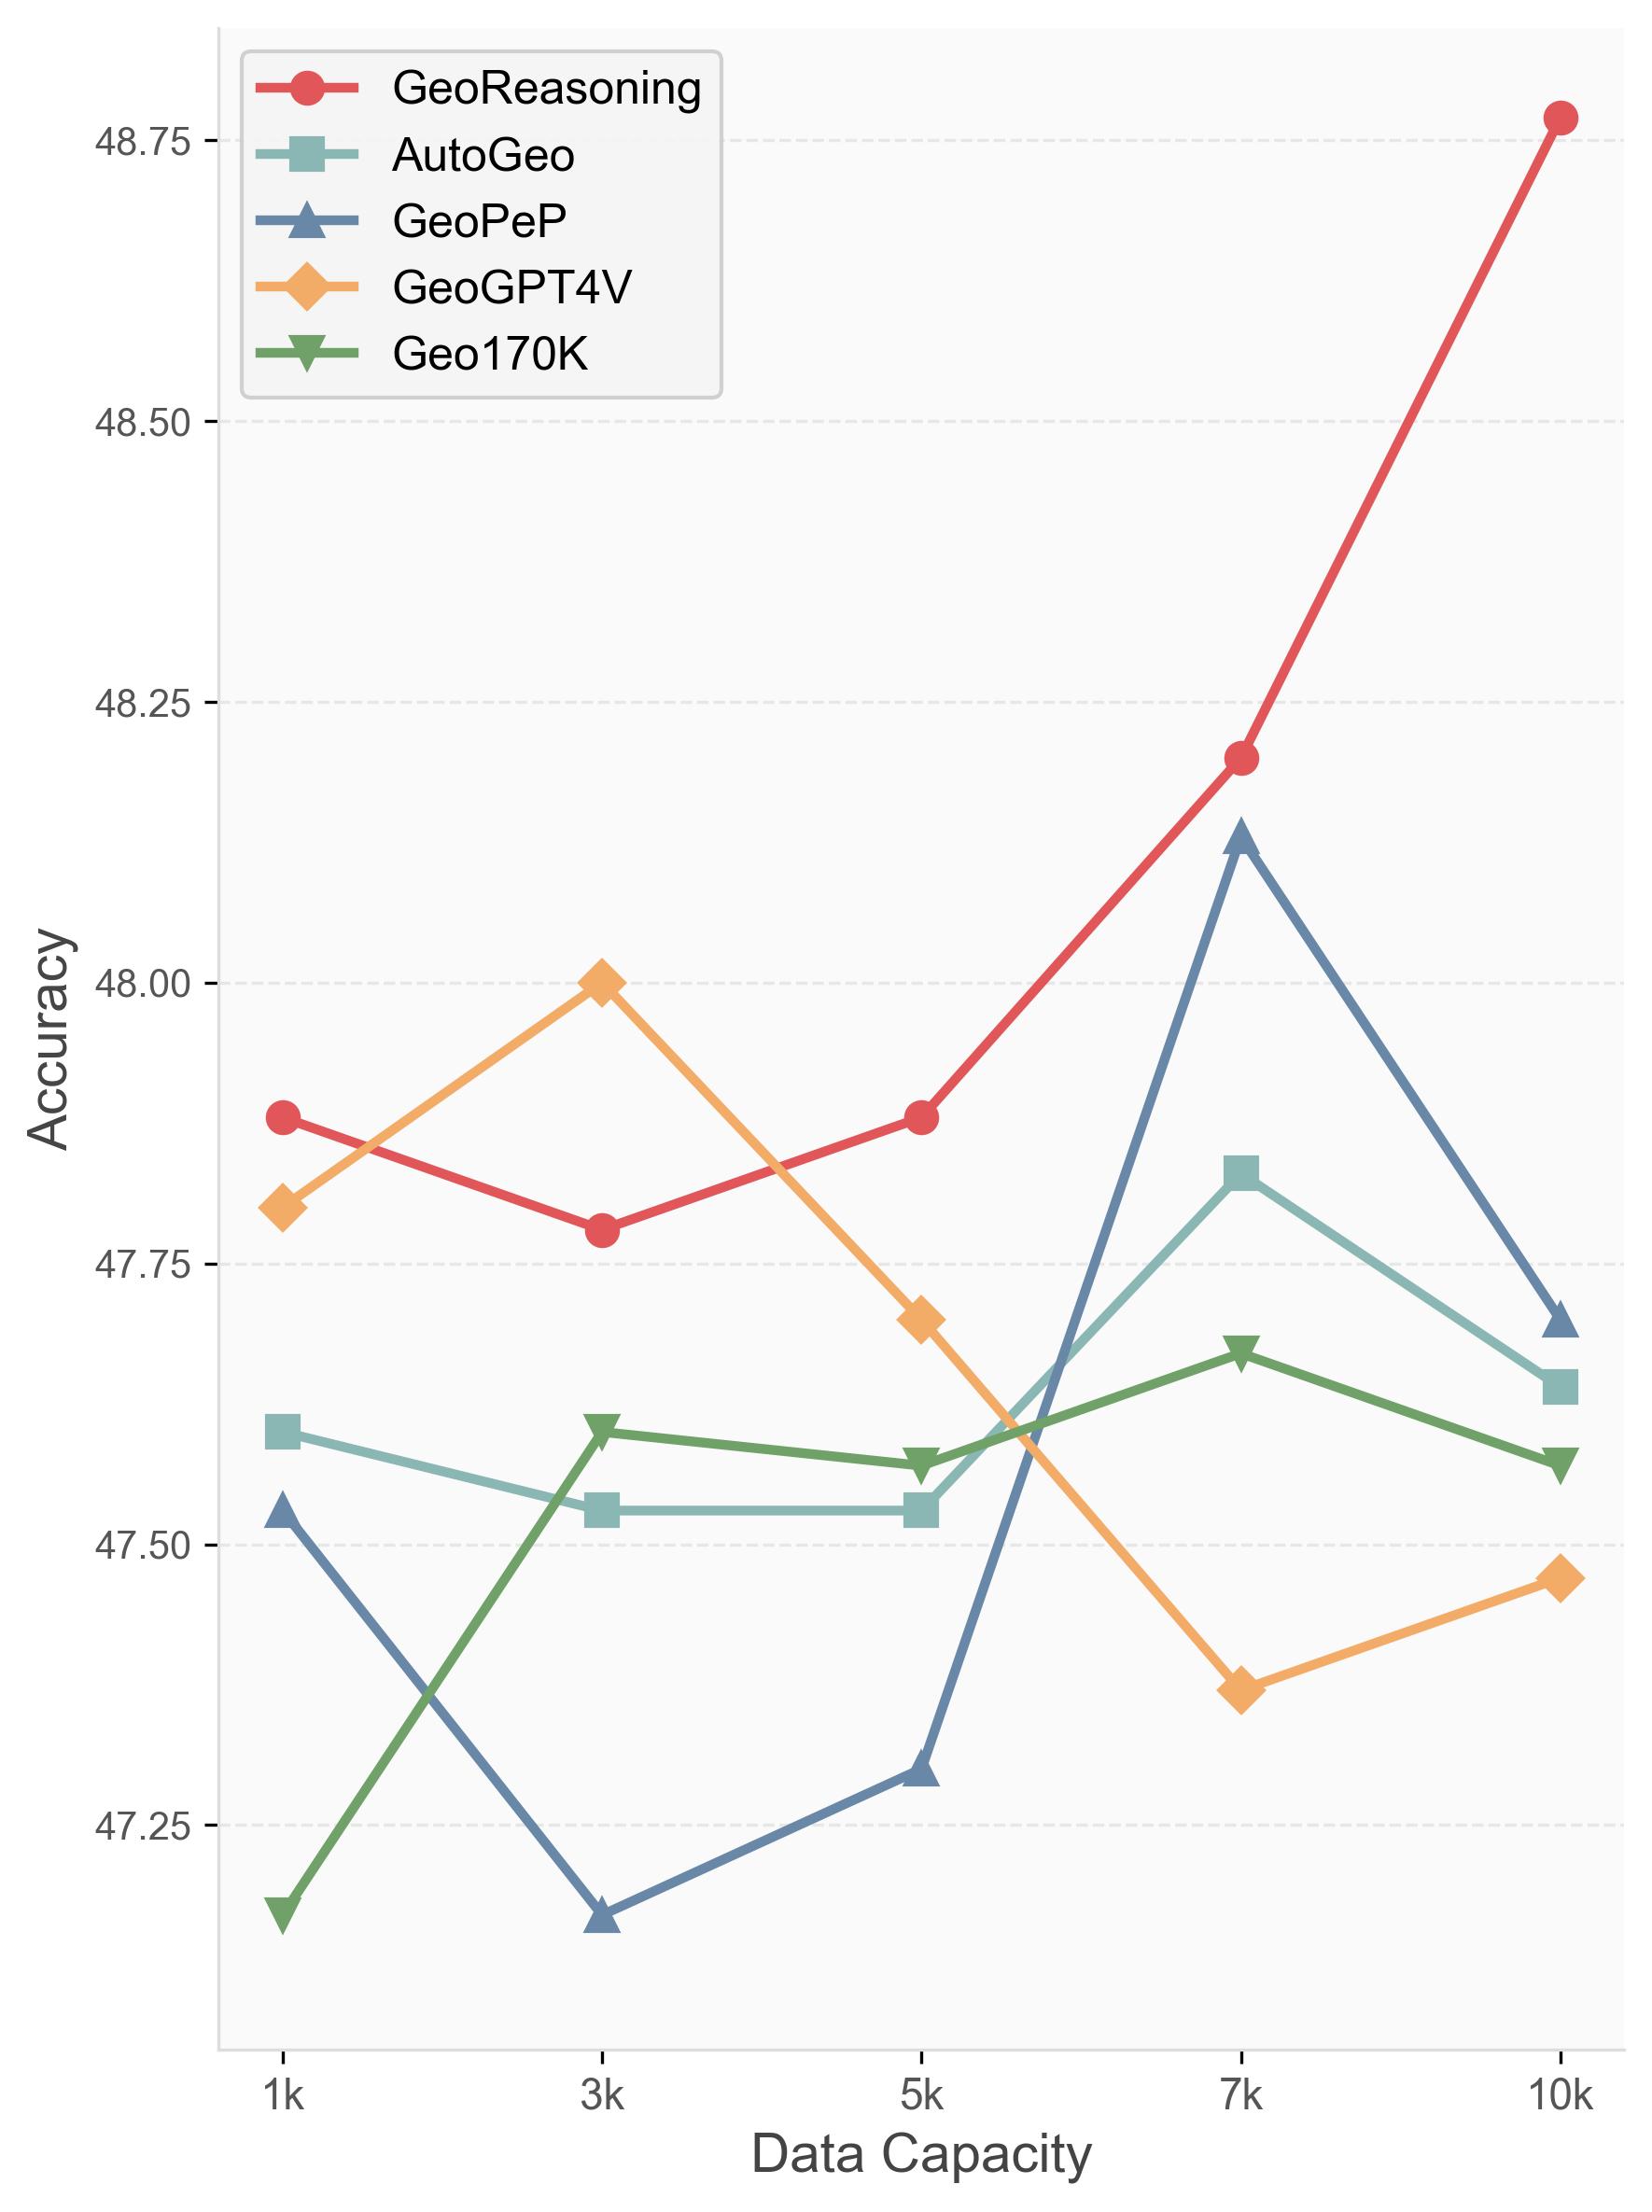 GeoReasoning
AutoGeo
GeoPeP
GeoGPT4V
Geo170K
48.75
48.50
48.25
48.00
47.75
47.50
47.25
Accuracy
1k 3k 5k 7k 10k
Data Capacity